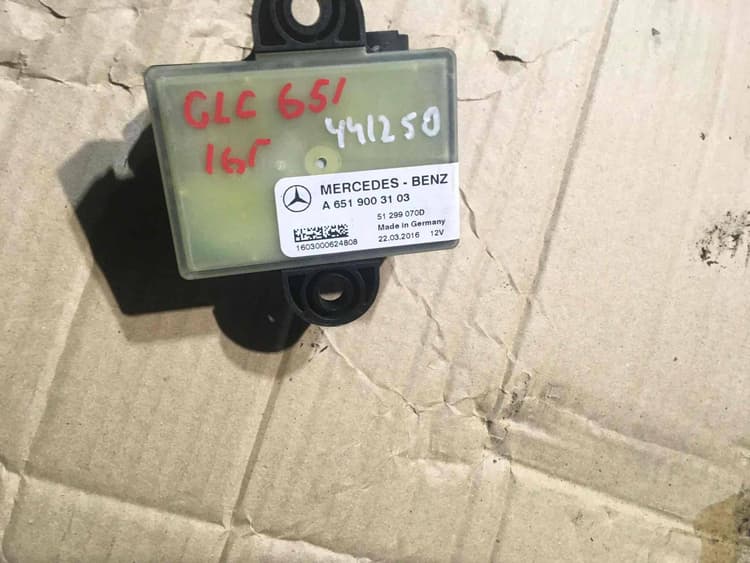 GLC 651
16г
441250
MERCEDES - BENZ
A 651 900 31 03
51 299 070D
Made in Germany
22.03.2016 12V
1603000624808